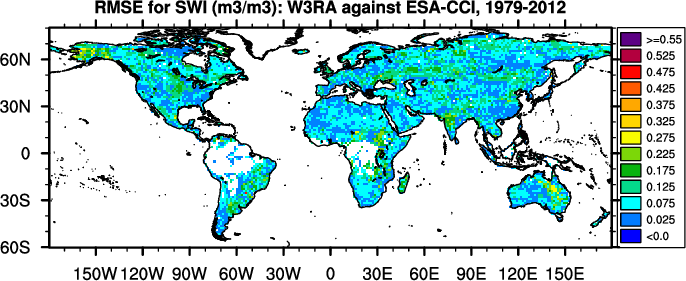 RMSE for SWI (m3/m3): W3RA against ESA-CCI, 1979-2012
60N
30N
0
30S
60S
150W 120W 90W 60W 30W 0 30E 60E 90E 120E 150E
>=0.55
0.525
0.475
0.425
0.375
0.325
0.275
0.225
0.175
0.125
0.075
0.025
<0.0